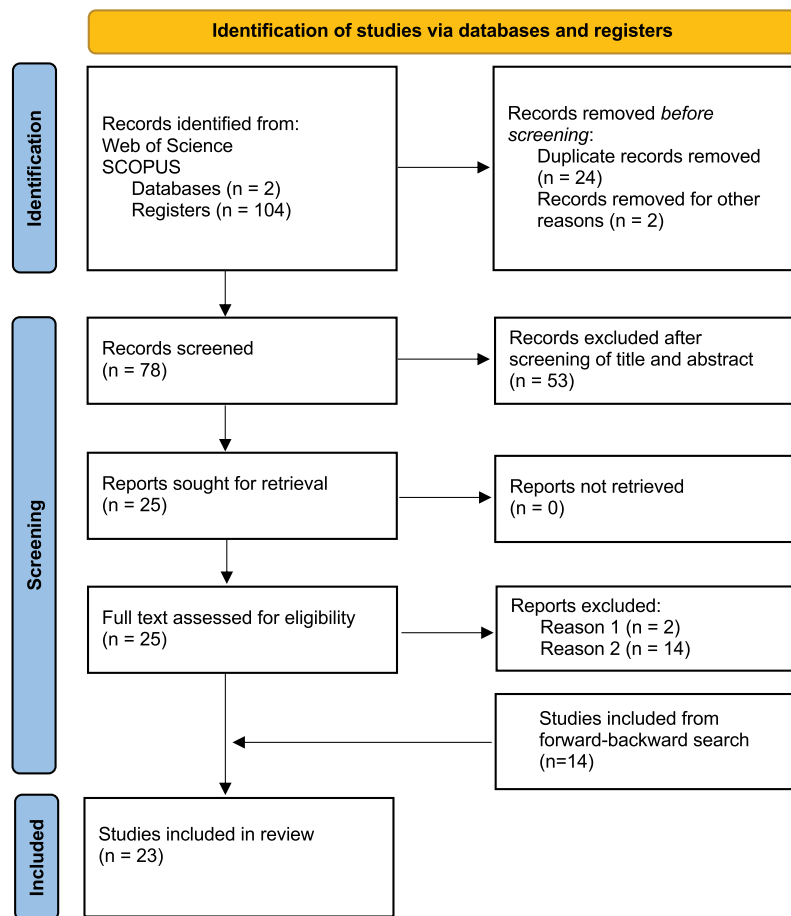 Identification of studies via databases and registers
Identification
Records identified from:
Web of Science
SCOPUS
Databases (n = 2)
Registers (n = 104)
Records removed before
screening:
Duplicate records removed
(n = 24)
Records removed for other
reasons (n = 2)
Screening
Records screened
(n = 78)
Records excluded after
screening of title and abstract
(n = 53)
Reports sought for retrieval
(n = 25)
Reports not retrieved
(n = 0)
Full text assessed for eligibility
(n = 25)
Reports excluded:
Reason 1 (n = 2)
Reason 2 (n = 14)
Studies included from
forward-backward search
(n=14)
Included
Studies included in review
(n = 23)